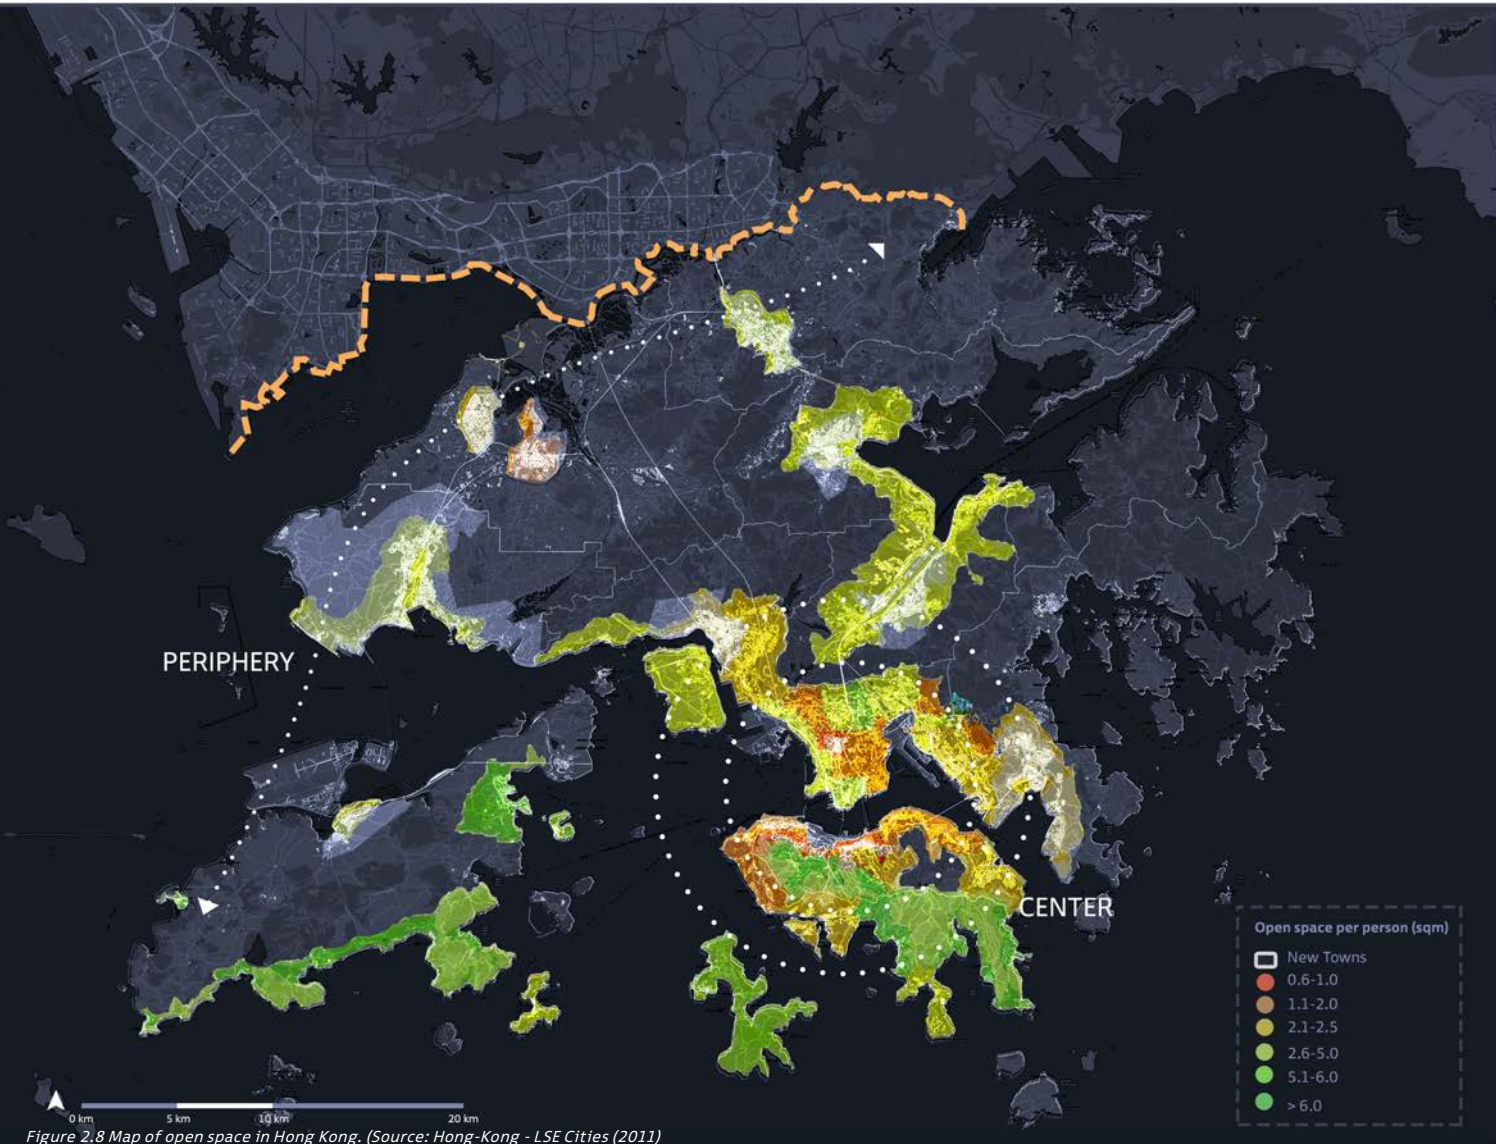 PERIPHERY
CENTER
Open space per person (sqm)
New Towns
0.6-1.0
1.1-2.0
2.1-2.5
2.6-5.0
5.1-6.0
> 6.0
0 km 5 km 10 km 20 km
Figure 2.8 Map of open space in Hong Kong. (Source: Hong-Kong - LSE Cities (2011)